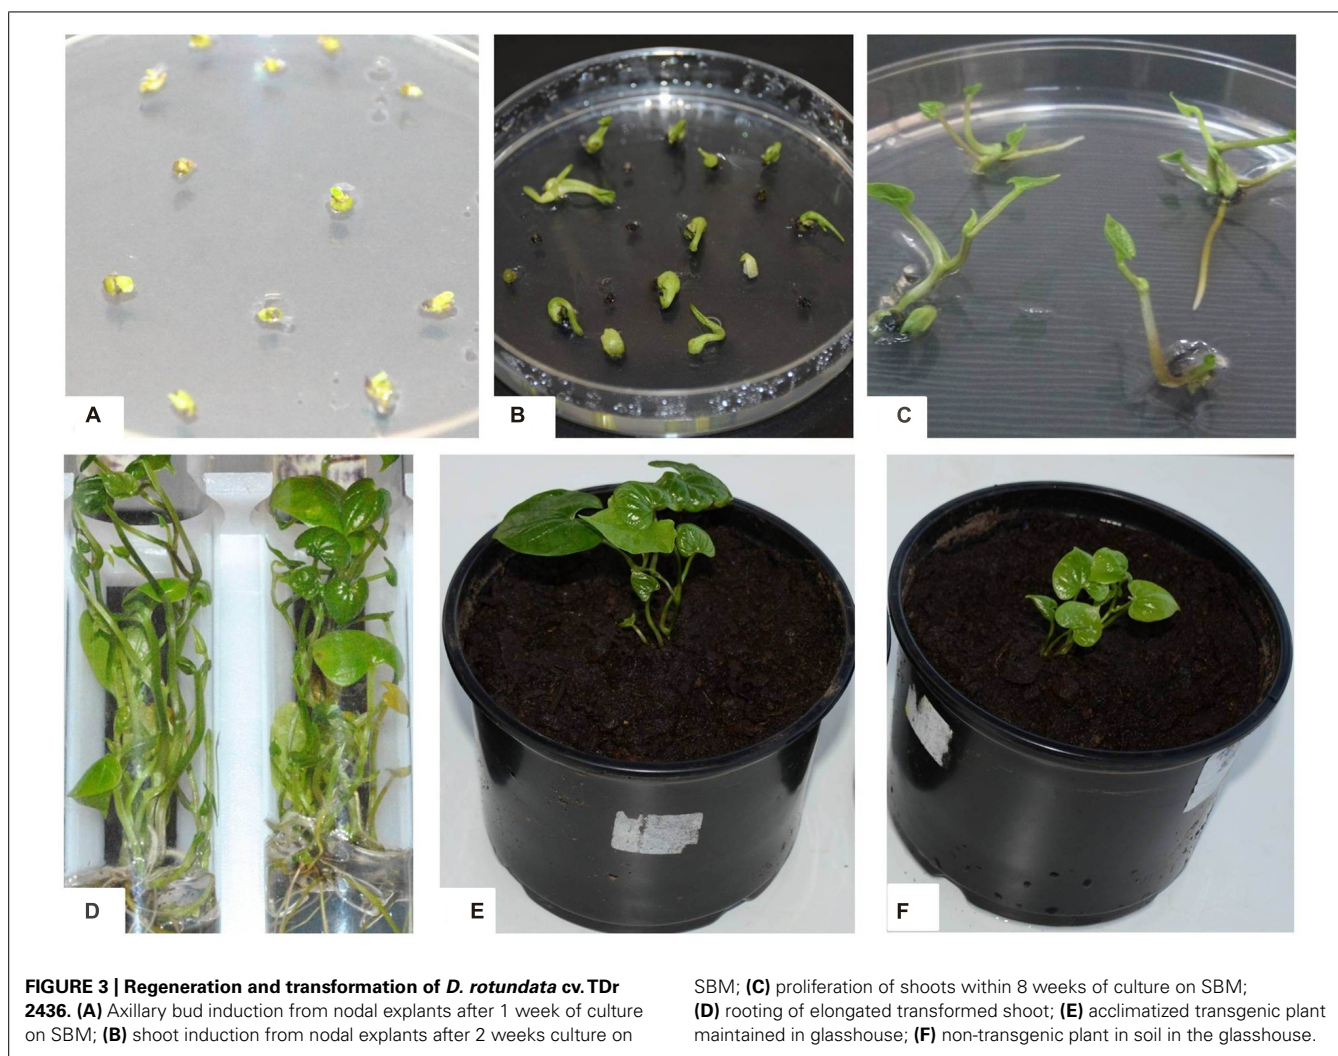 A
B
C
D
E
F
FIGURE 3 | Regeneration and transformation of D. rotundata cv. TDr
2436. (A) Axillary bud induction from nodal explants after 1 week of culture
on SBM; (B) shoot induction from nodal explants after 2 weeks culture on
SBM; (C) proliferation of shoots within 8 weeks of culture on SBM;
(D) rooting of elongated transformed shoot; (E) acclimatized transgenic plant
maintained in glasshouse; (F) non-transgenic plant in soil in the glasshouse.